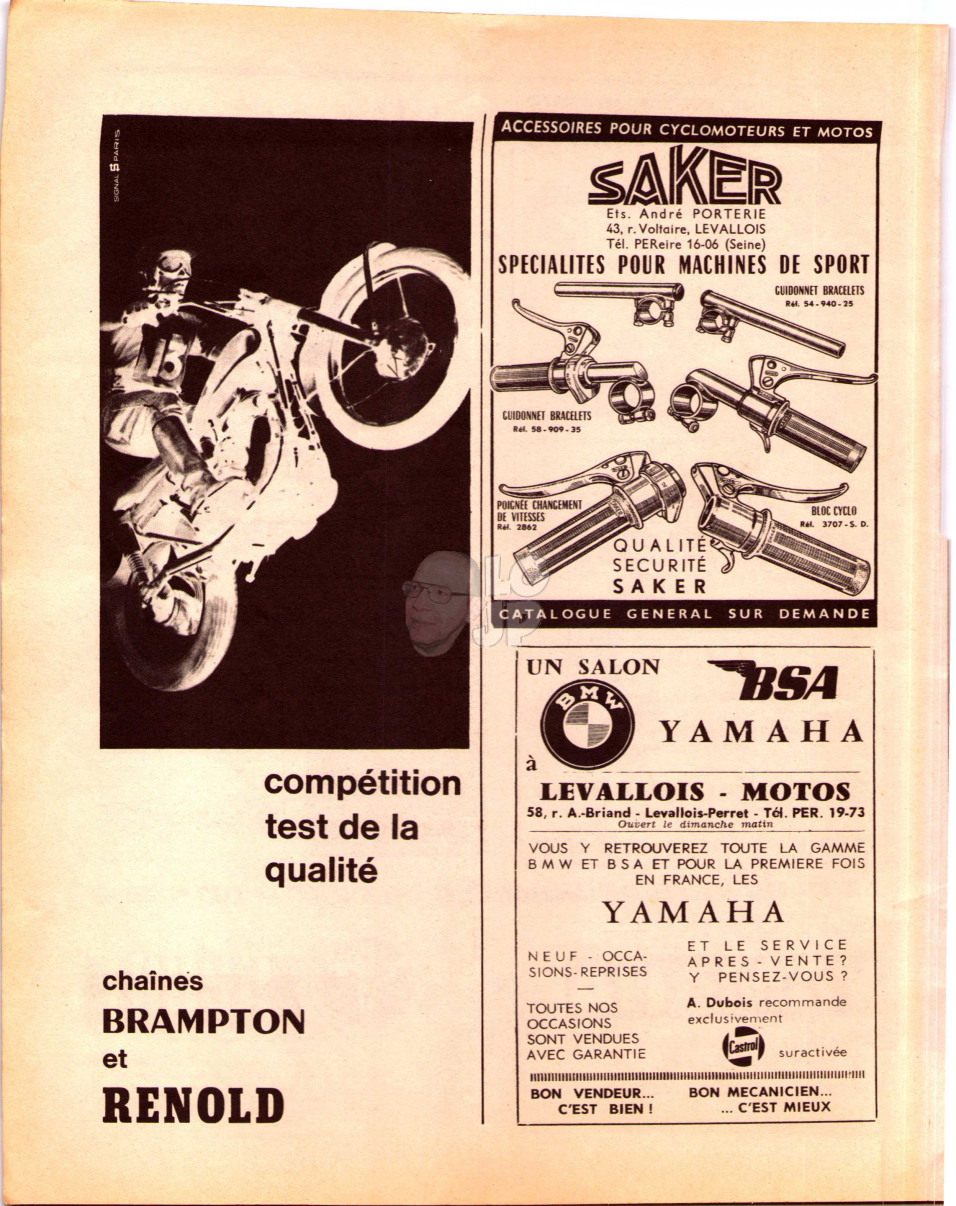 SIGNAL PARIS
13
compétition
test de la
qualité
chaînes
BRAMPTON
et
RENOLD
ACCESSOIRES POUR CYCLOMOTEURS ET MOTOS
SAKER
Ets. André PORTERIE
43, r. Voltaire, LEVALLOIS
Tél. PEReire 16-06 (Seine)
SPECIALITES POUR MACHINES DE SPORT
GUIDONNET BRACELETS
Réf. 54-940-25
GUIDONNET BRACELETS
Réf. 58-909-35
POIGNÉE CHANGEMENT
DE VITESSES
Réf. 2862
BLOC CYCLO
Réf. 3707-S. D.
QUALITÉ
SECURITÉ
SAKER
CATALOGUE GENERAL SUR DEMANDE
UN SALON
BMW
BSA
YAMAHA
à
LEVALLOIS - MOTOS
58, r. A.-Briand - Levallois-Perret - Tél. PER. 19-73
Ouvert le dimanche matin
VOUS Y RETROUVEREZ TOUTE LA GAMME
BMW ET BSA ET POUR LA PREMIERE FOIS
EN FRANCE, LES
YAMAHA
NEUF - OCCA-
SIONS-REPRISES
TOUTES NOS
OCCASIONS
SONT VENDUES
AVEC GARANTIE
ET LE SERVICE
APRES - VENTE?
Y PENSEZ-VOUS ?
A. Dubois recommande
exclusivement
Castrol suractivée
BON VENDEUR...
C'EST BIEN !
BON MECANICIEN...
... C'EST MIEUX